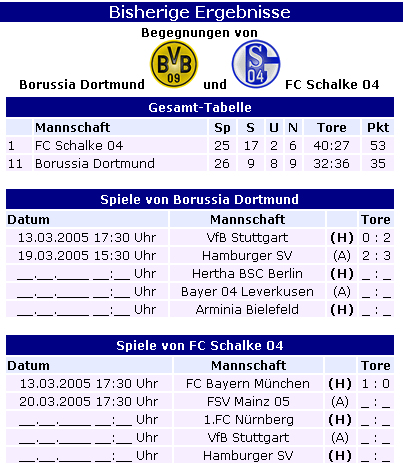 Bisherige Ergebnisse
Begegnungen von
Borussia Dortmund BVB 09 und S 04 FC Schalke 04
Gesamt-Tabelle
Mannschaft Sp S U N Tore Pkt
1 FC Schalke 04 25 17 2 6 40:27 53
11 Borussia Dortmund 26 9 8 9 32:36 35
Spiele von Borussia Dortmund
Datum Mannschaft Tore
13.03.2005 17:30 Uhr VfB Stuttgart (H) 0 : 2
19.03.2005 15:30 Uhr Hamburger SV (A) 2 : 3
__.__.____ __:__ Uhr Hertha BSC Berlin (H) _ : _
__.__.____ __:__ Uhr Bayer 04 Leverkusen (A) _ : _
__.__.____ __:__ Uhr Arminia Bielefeld (H) _ : _
Spiele von FC Schalke 04
Datum Mannschaft Tore
13.03.2005 17:30 Uhr FC Bayern München (H) 1 : 0
20.03.2005 17:30 Uhr FSV Mainz 05 (A) _ : _
__.__.____ __:__ Uhr 1.FC Nürnberg (H) _ : _
__.__.____ __:__ Uhr VfB Stuttgart (A) _ : _
__.__.____ __:__ Uhr Hamburger SV (H) _ : _